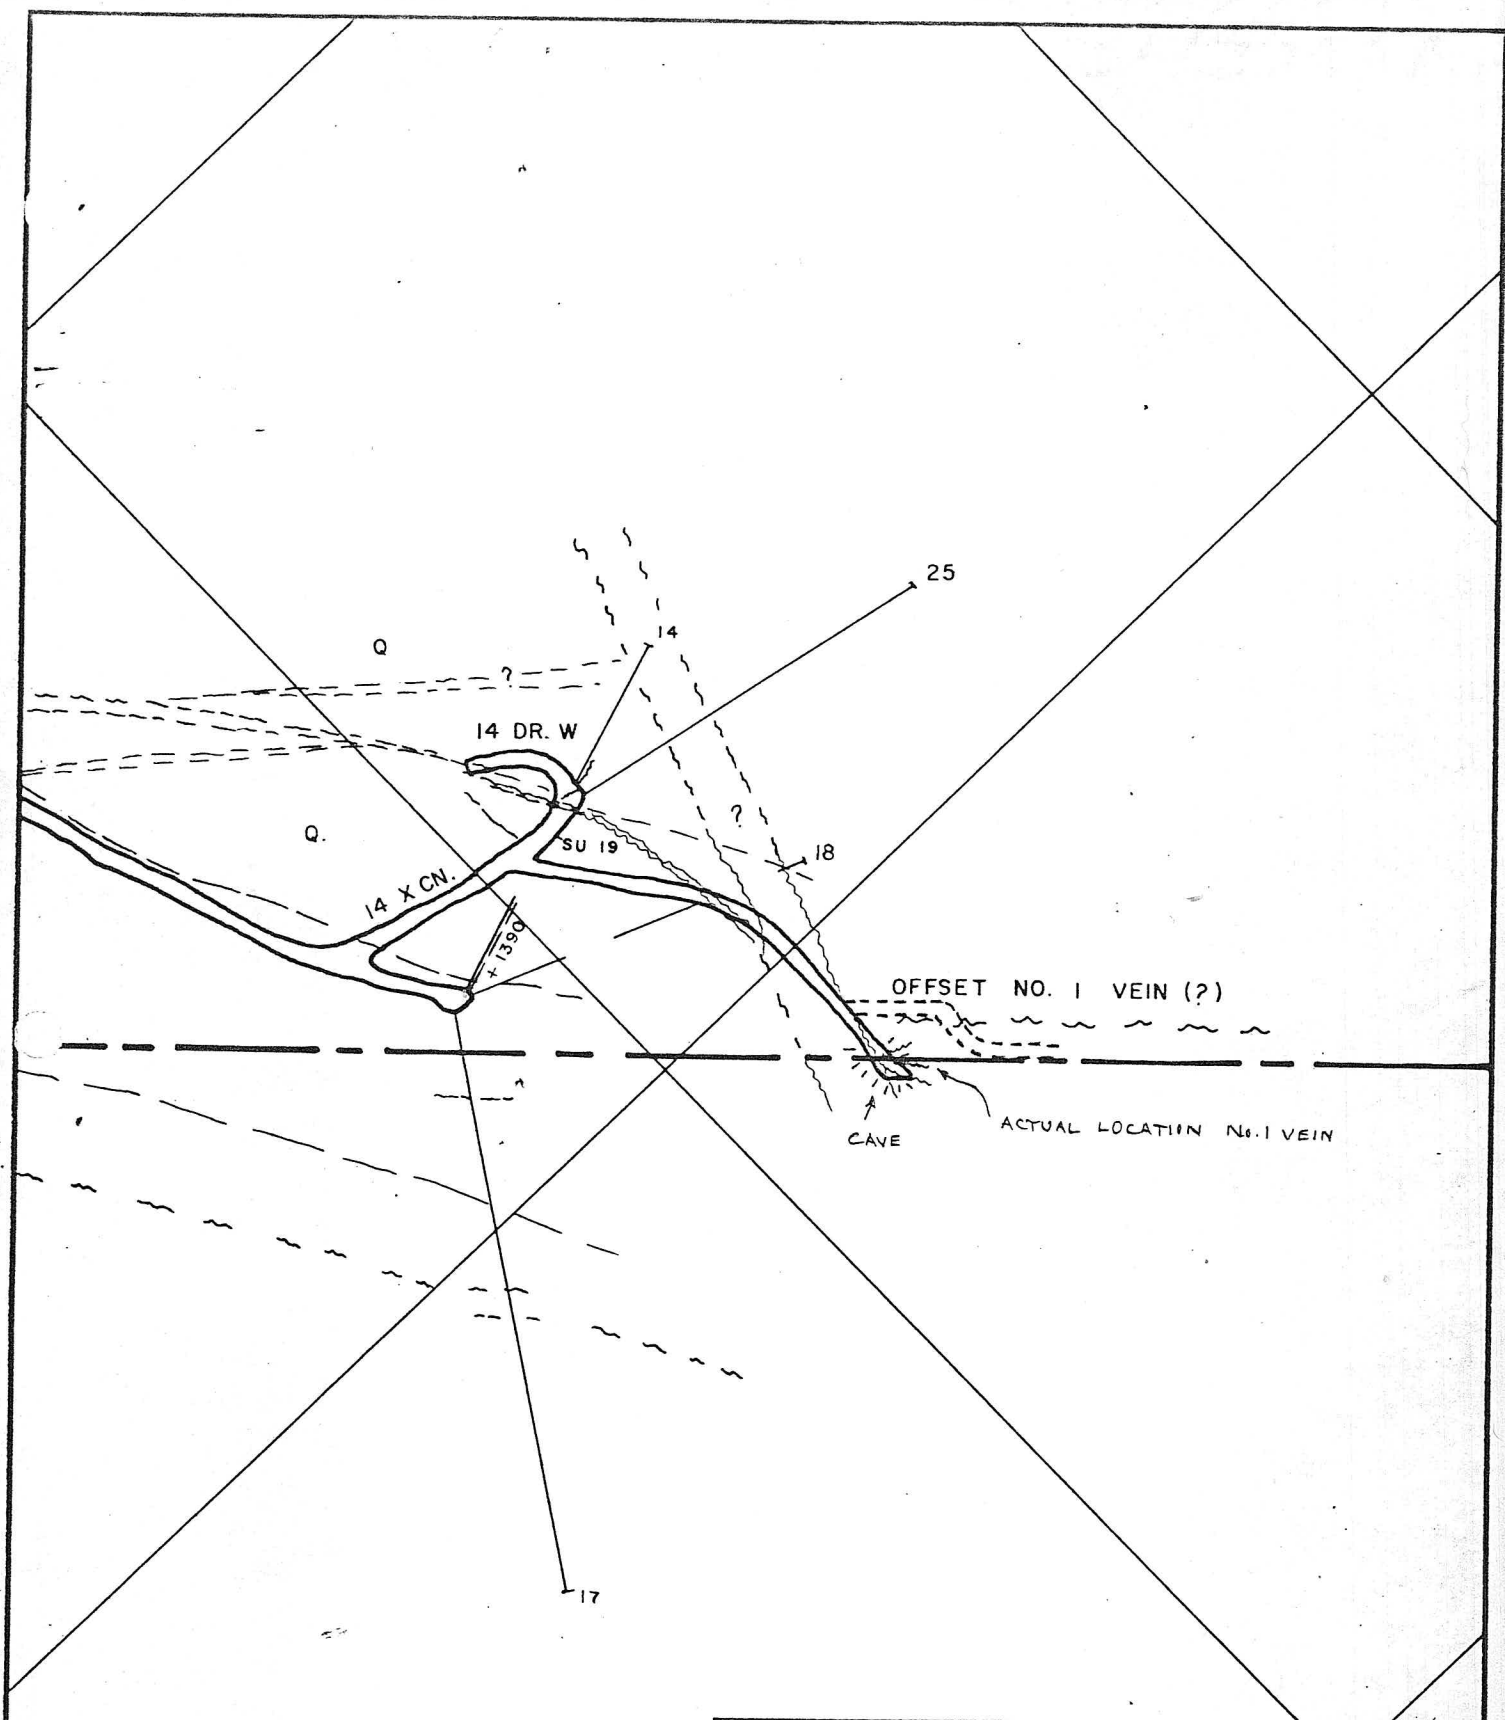 25
14
Q
?
14 DR. W
?
Q.
SU 19
18
14 X CN.
+ 1390
OFFSET NO. 1 VEIN (?)
ACTUAL LOCATION No. 1 VEIN
CAVE
17